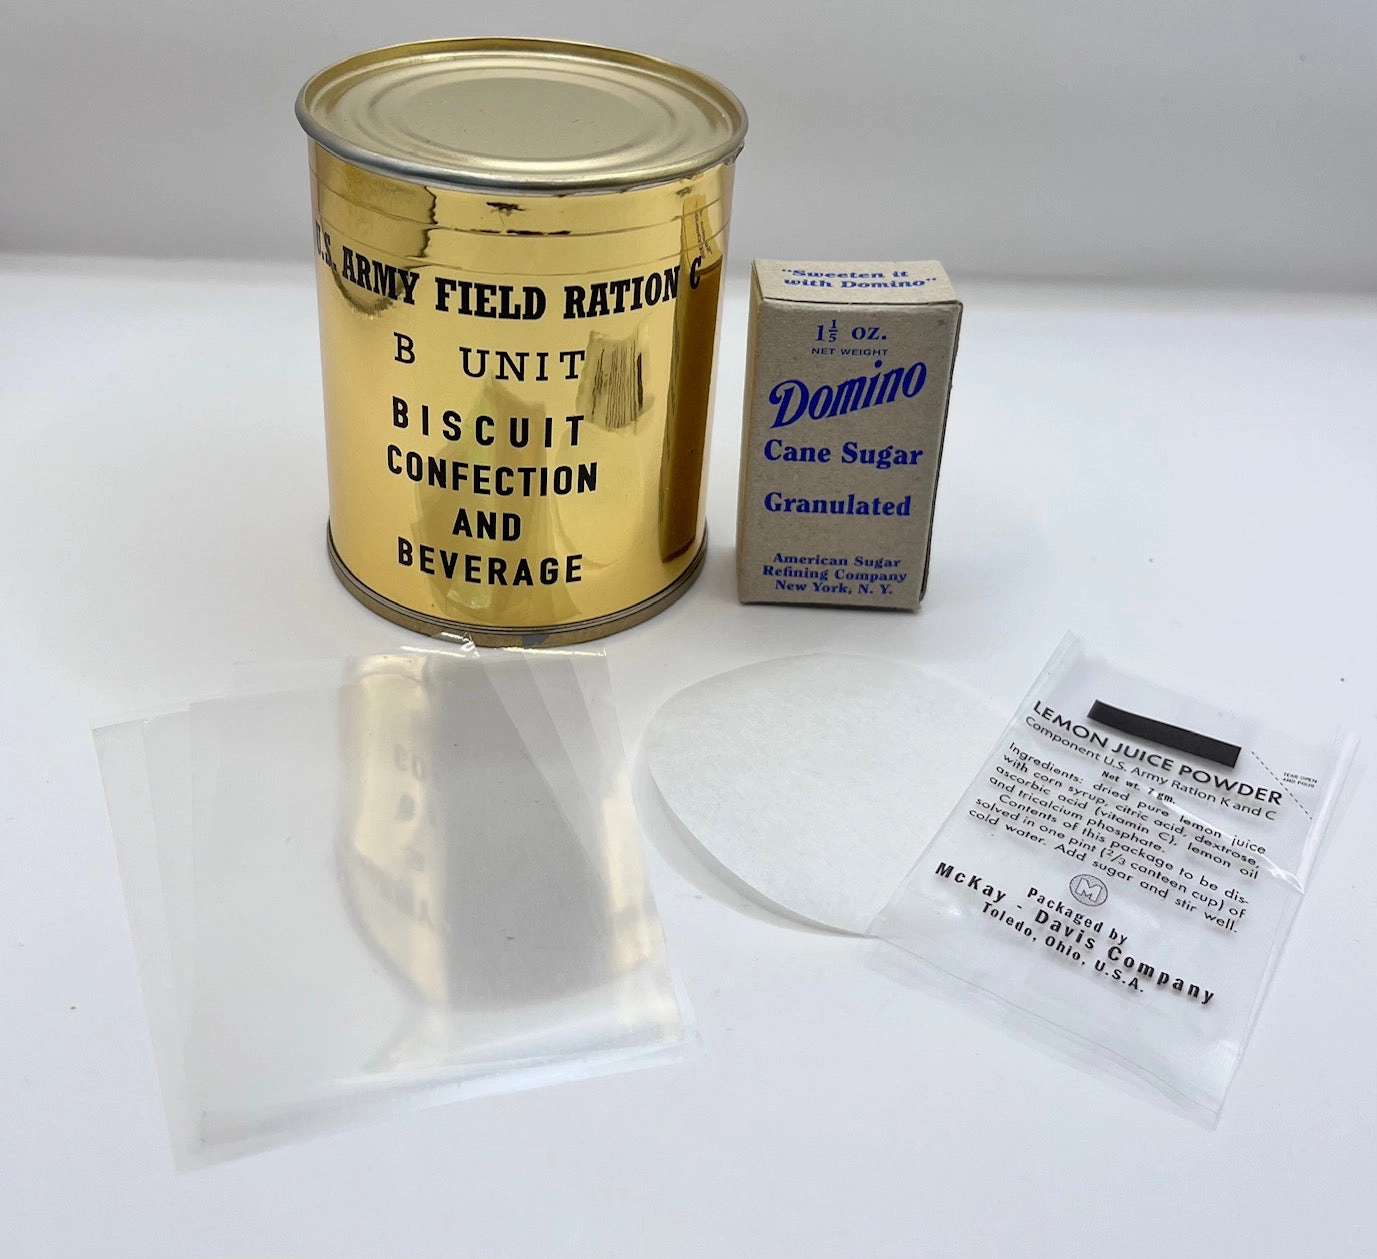 U.S. ARMY FIELD RATION C
B UNIT
BISCUIT
CONFECTION
AND
BEVERAGE
"Sweeten it
with Domino"
1 1/5 OZ.
NET WEIGHT
Domino
Cane Sugar
Granulated
American Sugar
Refining Company
New York, N. Y.
LEMON JUICE POWDER
Component U.S. Army Ration K and C
Net wt. 7 gm.
TEAR OPEN
AND POUR
Ingredients: dried pure lemon juice
with corn syrup, citric acid, dextrose,
ascorbic acid (vitamin C), lemon oil
and tricalcium phosphate.
Contents of this package to be dis-
solved in one pint (2/3 canteen cup) of
cold water. Add sugar and stir well.
M
Packaged by
McKay - Davis Company
Toledo, Ohio, U.S.A.